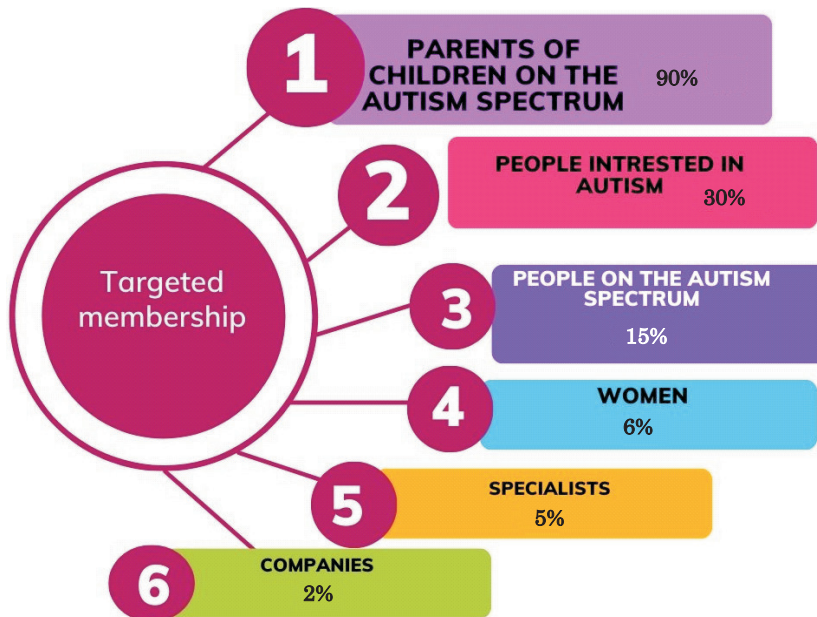 Targeted
membership
1
PARENTS OF
CHILDREN ON THE
AUTISM SPECTRUM 90%
2
PEOPLE INTRESTED IN
AUTISM 30%
3
PEOPLE ON THE AUTISM
SPECTRUM
15%
4
WOMEN
6%
5
SPECIALISTS
5%
6
COMPANIES
2%